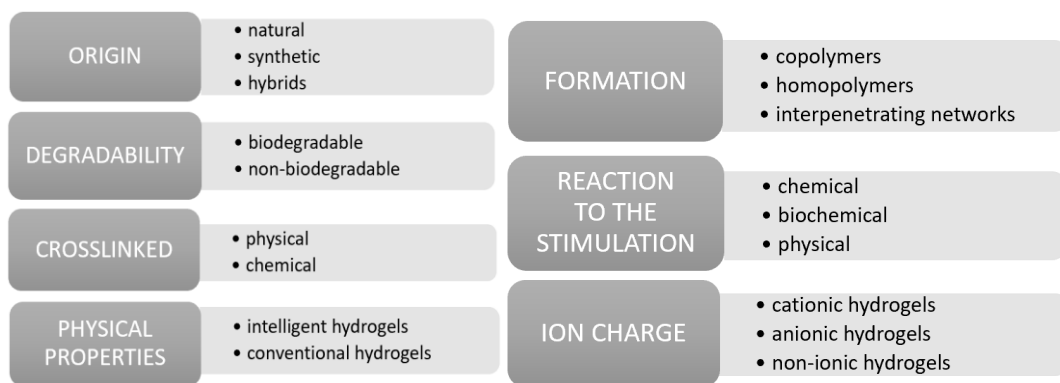 ORIGIN
• natural
• synthetic
• hybrids
DEGRADABILITY
• biodegradable
• non-biodegradable
CROSSLINKED
• physical
• chemical
PHYSICAL
PROPERTIES
• intelligent hydrogels
• conventional hydrogels
FORMATION
• copolymers
• homopolymers
• interpenetrating networks
REACTION
TO THE
STIMULATION
• chemical
• biochemical
• physical
ION CHARGE
• cationic hydrogels
• anionic hydrogels
• non-ionic hydrogels